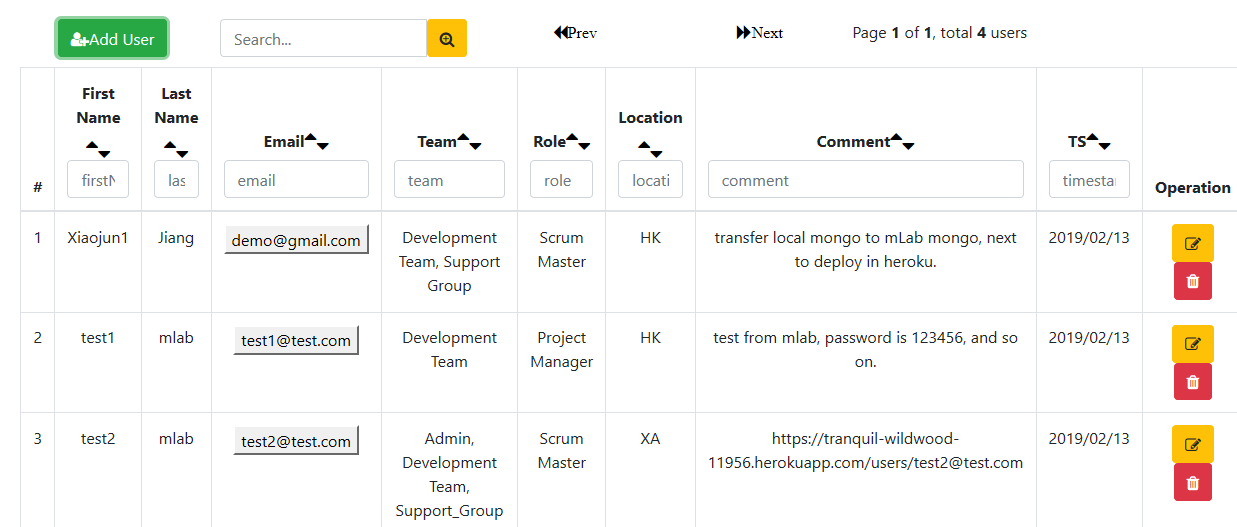 Add User
Search...
Prev
Next
Page 1 of 1, total 4 users
#
First
Name
firstN
Last
Name
las
Email
email
Team
team
Role
role
Location
locati
Comment
comment
TS
timesta
Operation
1
Xiaojun1
Jiang
demo@gmail.com
Development
Team, Support
Group
Scrum
Master
HK
transfer local mongo to mLab mongo, next
to deploy in heroku.
2019/02/13
2
test1
mlab
test1@test.com
Development
Team
Project
Manager
HK
test from mlab, password is 123456, and so
on.
2019/02/13
3
test2
mlab
test2@test.com
Admin,
Development
Team,
Support_Group
Scrum
Master
XA
https://tranquil-wildwood-
11956.herokuapp.com/users/test2@test.com
2019/02/13